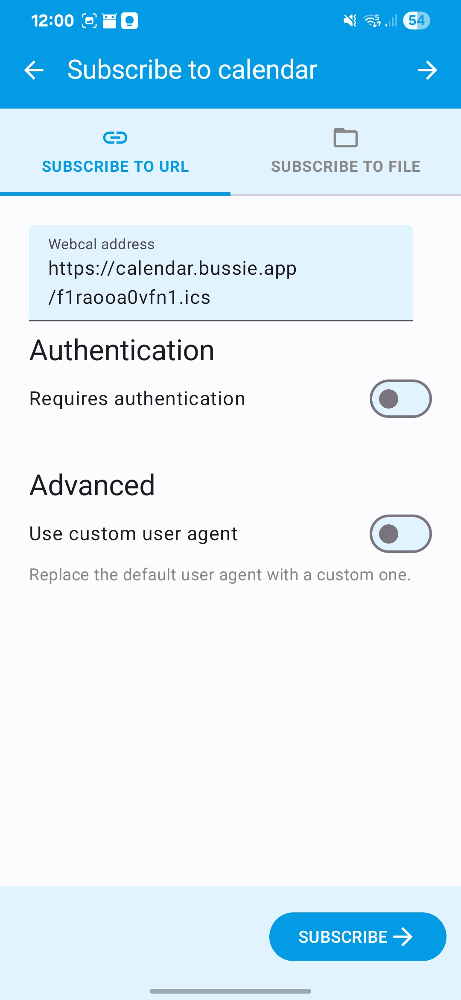 12:00
54
Subscribe to calendar
SUBSCRIBE TO URL
SUBSCRIBE TO FILE
Webcal address
https://calendar.bussie.app
/f1raooa0vfn1.ics
Authentication
Requires authentication
Advanced
Use custom user agent
Replace the default user agent with a custom one.
SUBSCRIBE